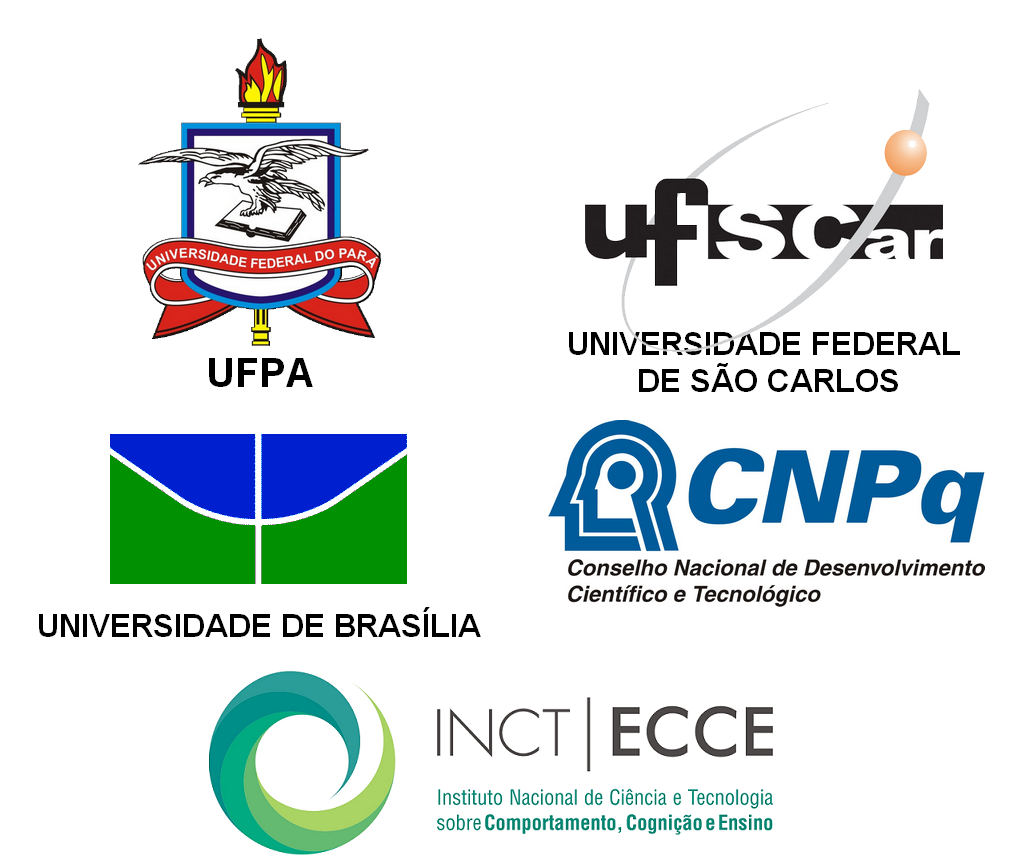 UNIVERSIDADE FEDERAL DO PARÁ
UFPA
ufscar
UNIVERSIDADE FEDERAL
DE SÃO CARLOS
UNIVERSIDADE DE BRASÍLIA
CNPq
Conselho Nacional de Desenvolvimento
Científico e Tecnológico
INCT|ECCE
Instituto Nacional de Ciência e Tecnologia
sobre Comportamento, Cognição e Ensino